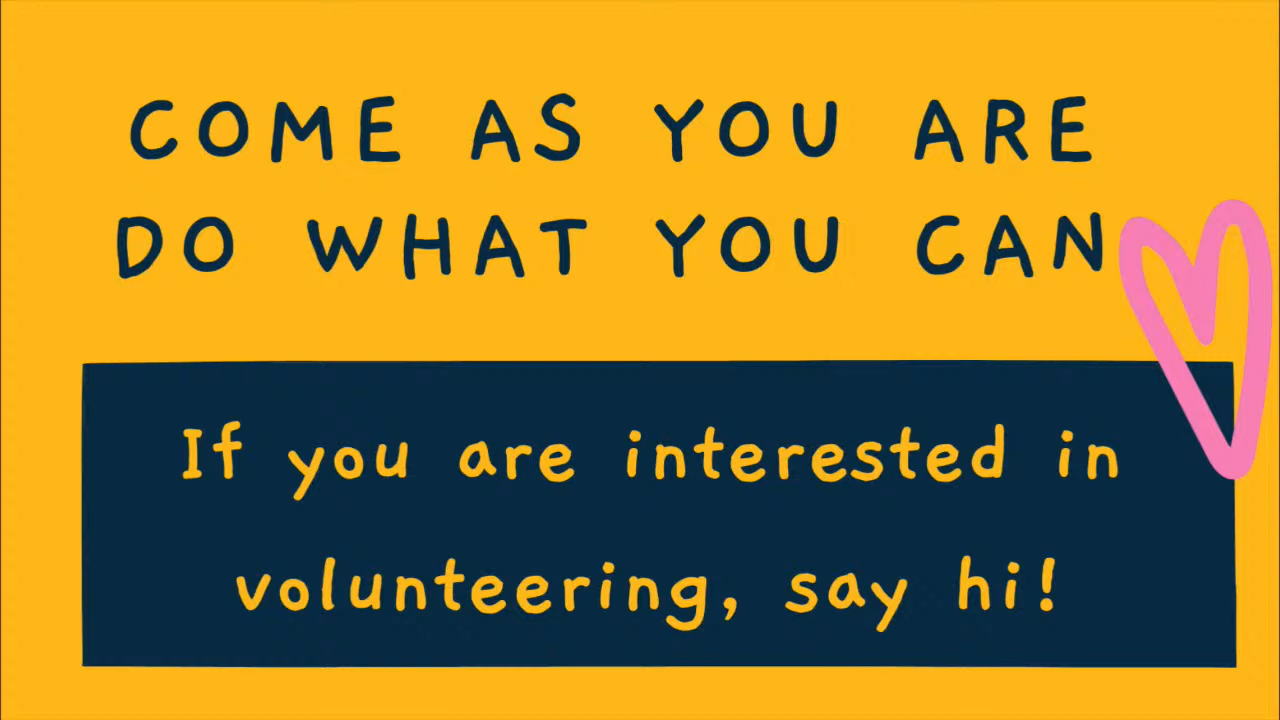 COME AS YOU ARE
DO WHAT YOU CAN
If you are interested in
volunteering, say hi!